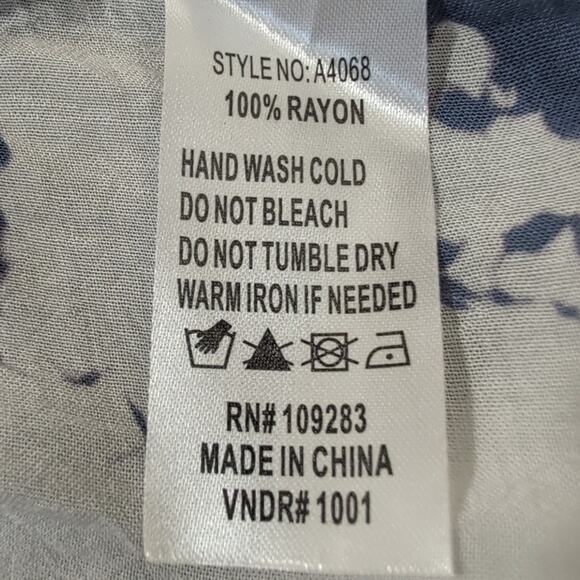 STYLE NO: A4068
100% RAYON
HAND WASH COLD
DO NOT BLEACH
DO NOT TUMBLE DRY
WARM IRON IF NEEDED
RN# 109283
MADE IN CHINA
VNDR# 1001